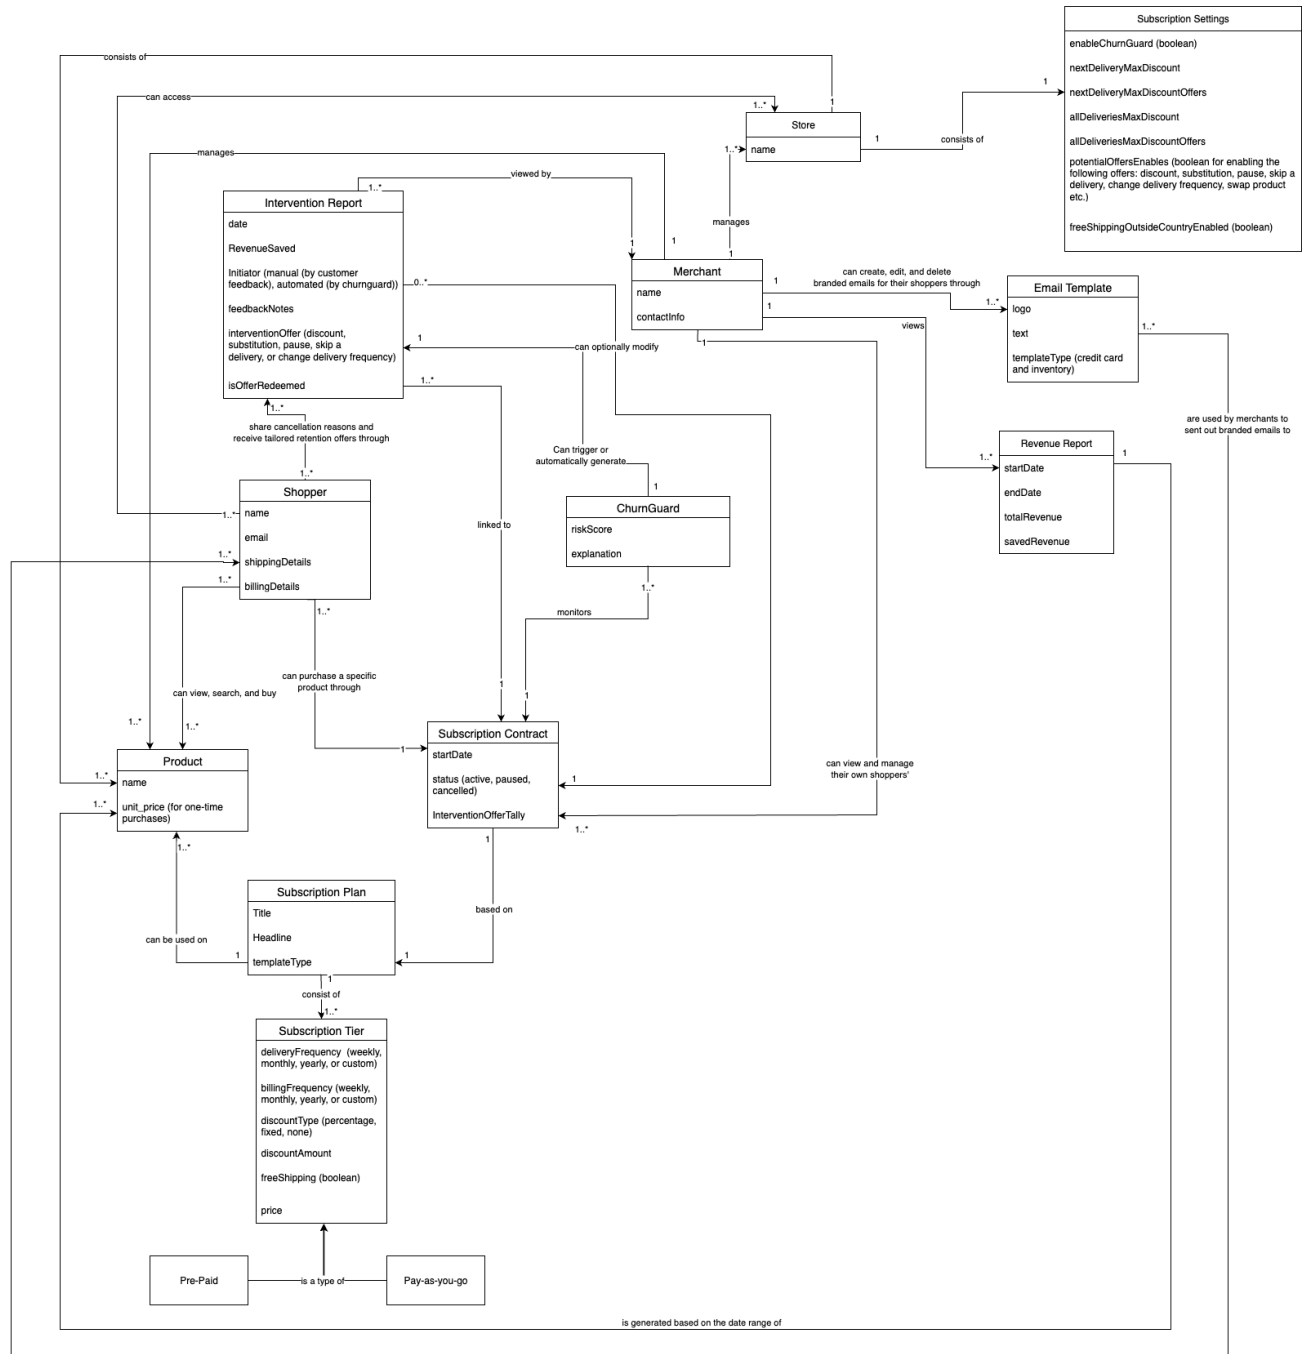 Subscription Settings
enableChurnGuard (boolean)
nextDeliveryMaxDiscount
nextDeliveryMaxDiscountOffers
allDeliveriesMaxDiscount
allDeliveriesMaxDiscountOffers
potentialOffersEnables (boolean for enabling the
following offers: discount, substitution, pause, skip a
delivery, change delivery frequency, swap product
etc.)
freeShippingOutsideCountryEnabled (boolean)
consists of
1
can access
1..*
1
Store
name
1
consists of
1
1..*
manages
1
manages
1
viewed by
1..*
1
Intervention Report
date
RevenueSaved
Initiator (manual (by customer
feedback), automated (by churnguard))
feedbackNotes
interventionOffer (discount,
substitution, pause, skip a
delivery, or change delivery frequency)
isOfferRedeemed
0..*
1
can optionally modify
1..*
Merchant
name
contactInfo
1
can create, edit, and delete
branded emails for their shoppers through
1..*
1
views
1
Email Template
logo
text
templateType (credit card
and inventory)
1..*
are used by merchants to
sent out branded emails to
1..*
share cancellation reasons and
receive tailored retention offers through
1..*
Revenue Report
startDate
endDate
totalRevenue
savedRevenue
1..*
1
Can trigger or
automatically generate
1
Shopper
name
email
shippingDetails
billingDetails
1..*
1..*
1..*
1..*
ChurnGuard
riskScore
explanation
1..*
linked to
monitors
can purchase a specific
product through
can view, search, and buy
1
1
1..*
1..*
1
Product
name
unit_price (for one-time
purchases)
1..*
1..*
1..*
Subscription Contract
startDate
status (active, paused,
cancelled)
InterventionOfferTally
1
can view and manage
their own shoppers'
1..*
1
based on
1
Subscription Plan
Title
Headline
templateType
can be used on
1
1
consist of
1..*
Subscription Tier
deliveryFrequency (weekly,
monthly, yearly, or custom)
billingFrequency (weekly,
monthly, yearly, or custom)
discountType (percentage,
fixed, none)
discountAmount
freeShipping (boolean)
price
Pre-Paid
is a type of
Pay-as-you-go
is generated based on the date range of